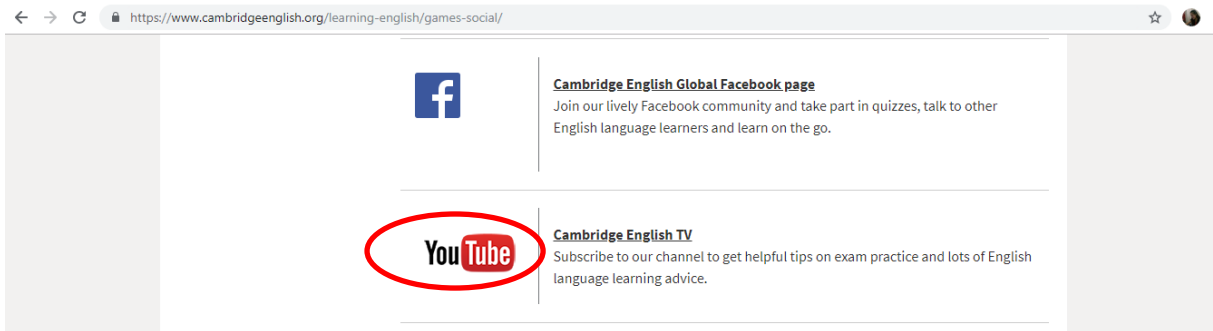 https://www.cambridgeenglish.org/learning-english/games-social/
f
Cambridge English Global Facebook page
Join our lively Facebook community and take part in quizzes, talk to other
English language learners and learn on the go.
YouTube
Cambridge English TV
Subscribe to our channel to get helpful tips on exam practice and lots of English
language learning advice.